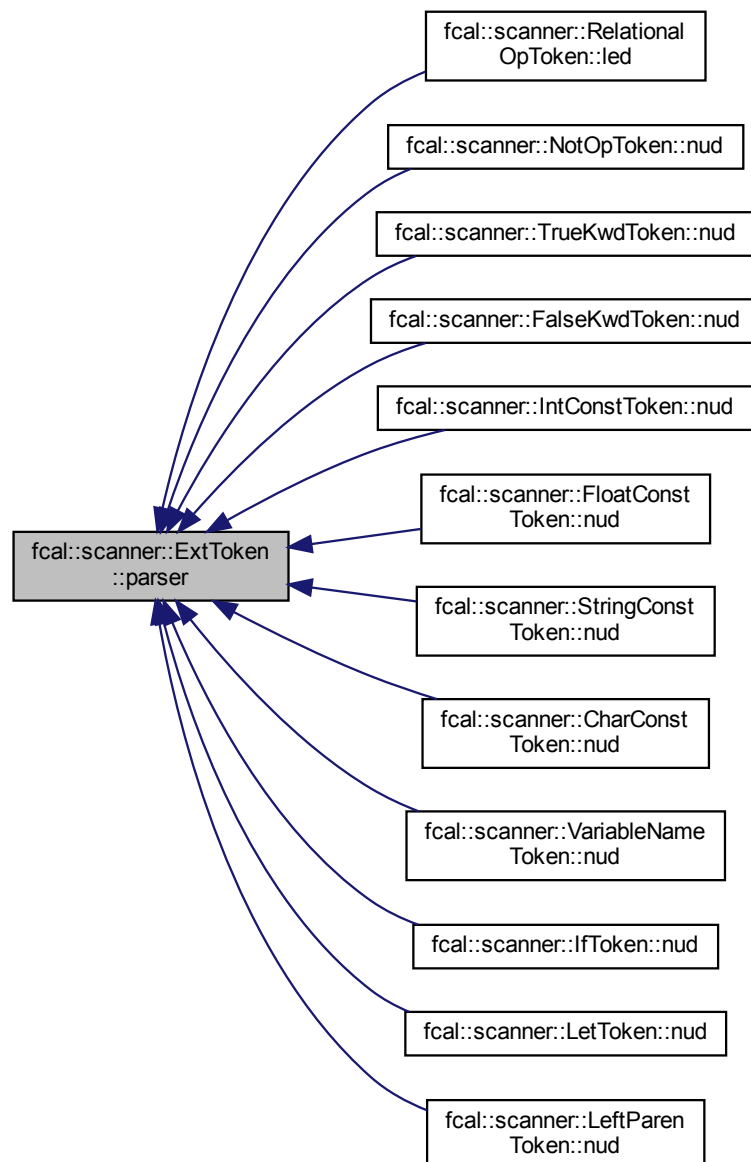 fcal::scanner::Relational
OpToken::led
fcal::scanner::NotOpToken::nud
fcal::scanner::TrueKwdToken::nud
fcal::scanner::FalseKwdToken::nud
fcal::scanner::IntConstToken::nud
fcal::scanner::FloatConst
Token::nud
fcal::scanner::ExtToken
::parser
fcal::scanner::StringConst
Token::nud
fcal::scanner::CharConst
Token::nud
fcal::scanner::VariableName
Token::nud
fcal::scanner::IfToken::nud
fcal::scanner::LetToken::nud
fcal::scanner::LeftParen
Token::nud